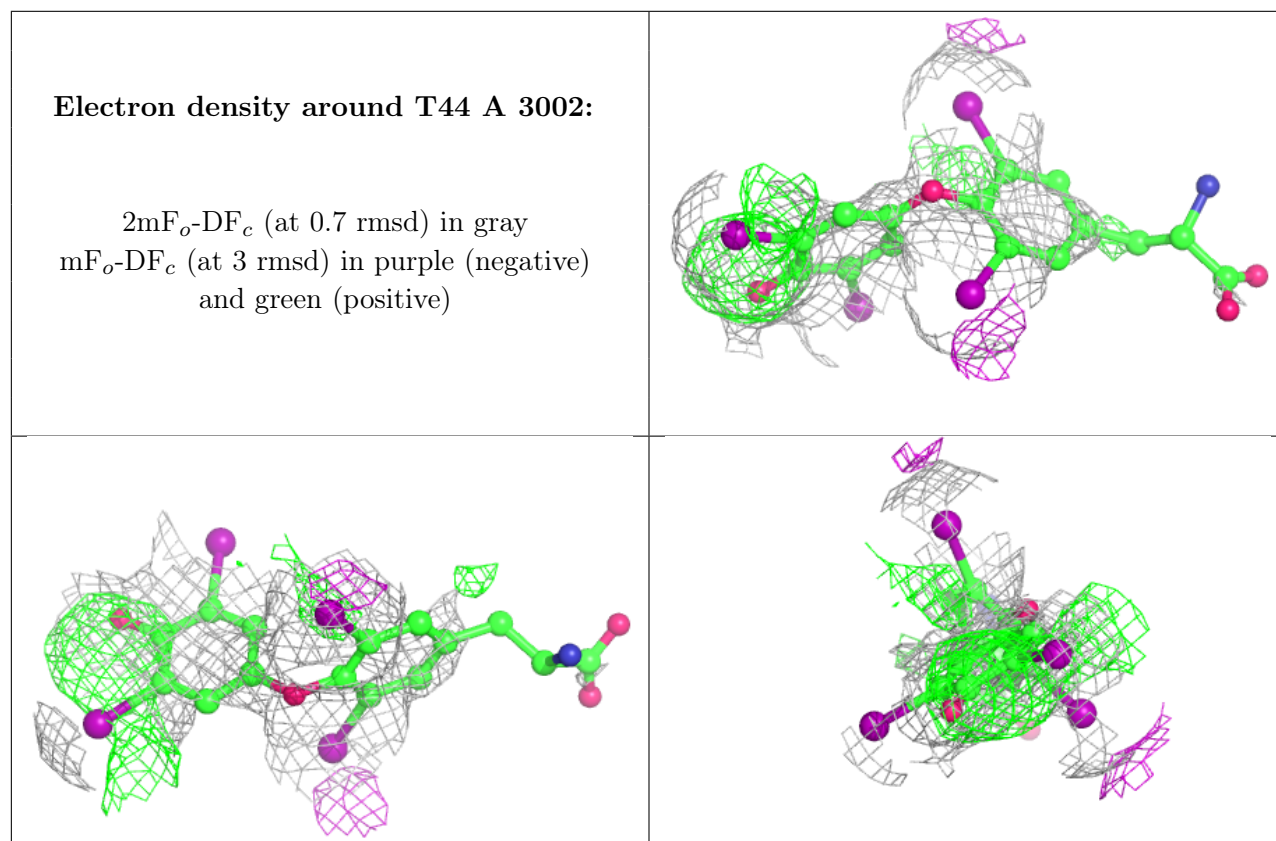 Electron density around T44 A 3002:
2mFo-DFc (at 0.7 rmsd) in gray
mFo-DFc (at 3 rmsd) in purple (negative)
and green (positive)